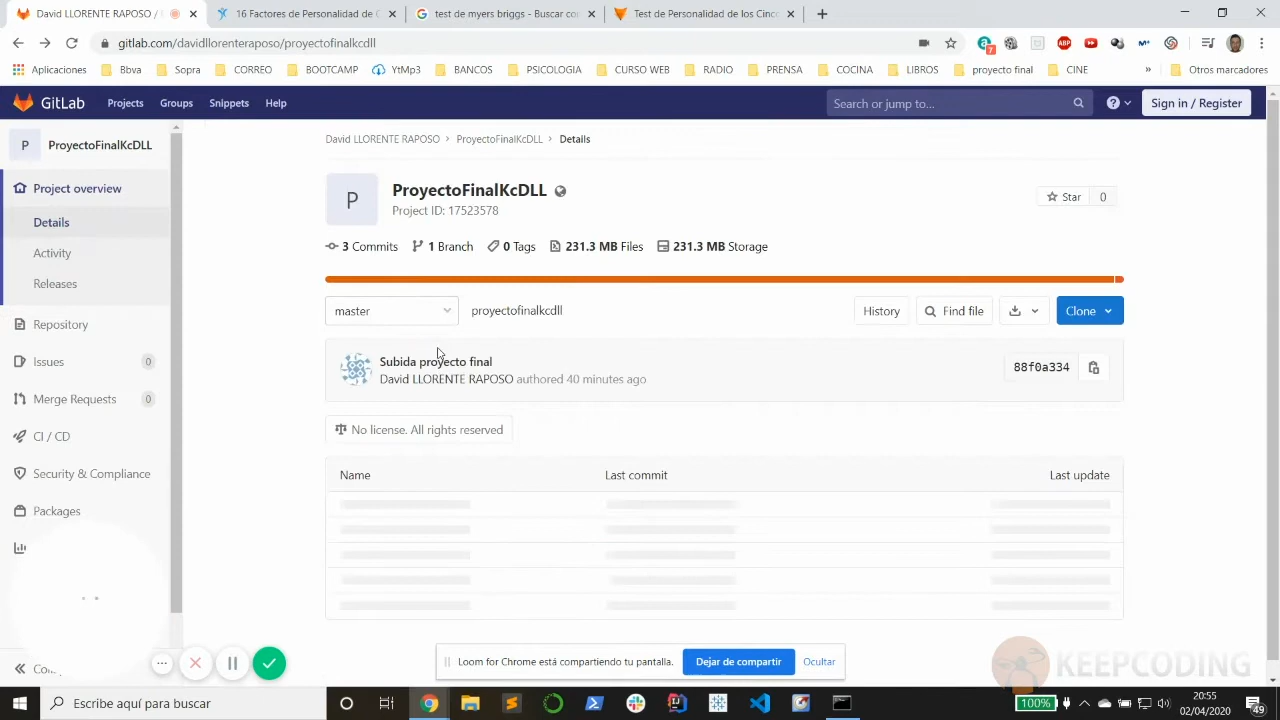 David LLORENTE RAPOSO /
16 Factores de Personalidad de C
test de myers briggs - Buscar con
Test de Personalidad de los Cinco
gitlab.com/davidllorenteraposo/proyectofinalkcdll
7
ABP
Aplicaciones
Bbva
Sopra
CORREO
BOOTCAMP
YtMp3
BANCOS
PSICOLOGIA
CURSO WEB
RADIO
PRENSA
COCINA
LIBROS
proyecto final
CINE
»
Otros marcadores
GitLab
Projects
Groups
Snippets
Help
Search or jump to...
Sign in / Register
P
ProyectoFinalKcDLL
Project overview
Details
Activity
Releases
Repository
Issues
0
Merge Requests
0
CI / CD
Security & Compliance
Packages
David LLORENTE RAPOSO › ProyectoFinalKcDLL › Details
P
ProyectoFinalKcDLL
Project ID: 17523578
Star
0
3 Commits
1 Branch
0 Tags
231.3 MB Files
231.3 MB Storage
master
proyectofinalkcdll
History
Find file
Clone
Subida proyecto final
David LLORENTE RAPOSO authored 40 minutes ago
88f0a334
No license. All rights reserved
Name
Last commit
Last update
Loom for Chrome está compartiendo tu pantalla.
Dejar de compartir
Ocultar
KEEPCODING
Escribe aquí para buscar
100%
20:55
02/04/2020
49